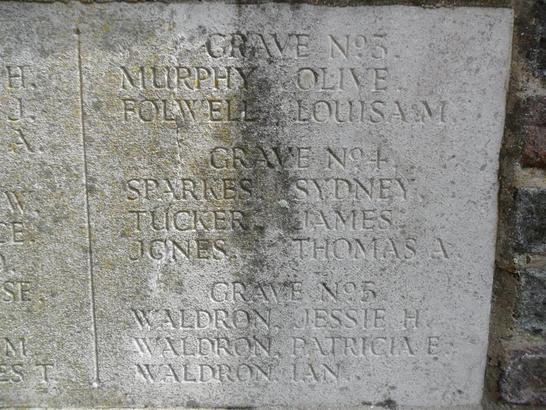 GRAVE Nº3.
H. MURPHY. OLIVE.
J. FOLWELL. LOUISA.M.
A.
GRAVE Nº4.
W. SPARKES. SYDNEY.
TUCKER. JAMES.
JONES. THOMAS A.
SE. GRAVE Nº5.
WALDRON. JESSIE H.
M. WALDRON. PATRICIA E.
T. WALDRON. IAN.